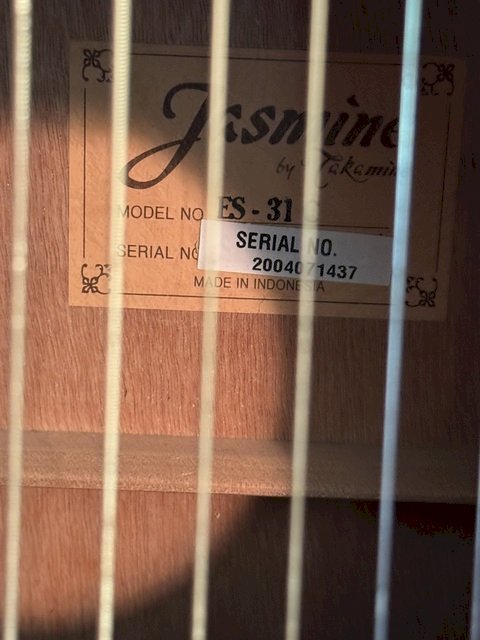 Jasmine
by Takamine
MODEL NO. ES-31
SERIAL NO
SERIAL NO.
2004071437
MADE IN INDONESIA